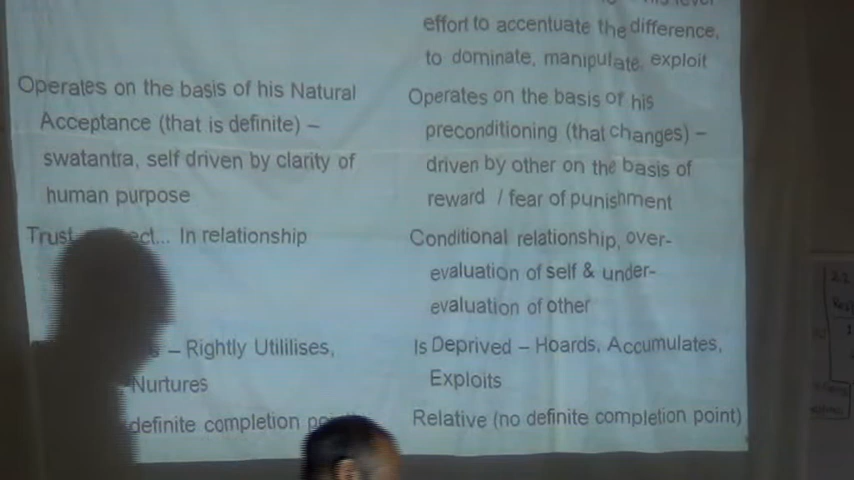 effort to accentuate the difference,
to dominate, manipulate, exploit
Operates on the basis of his Natural
Acceptance (that is definite) –
swatantra, self driven by clarity of
human purpose
Operates on the basis of his
preconditioning (that changes) –
driven by other on the basis of
reward / fear of punishment
Trust ... In relationship
Conditional relationship, over-
evaluation of self & under-
evaluation of other
– Rightly Utililises,
Nurtures
Is Deprived – Hoards, Accumulates,
Exploits
definite completion
Relative (no definite completion point)